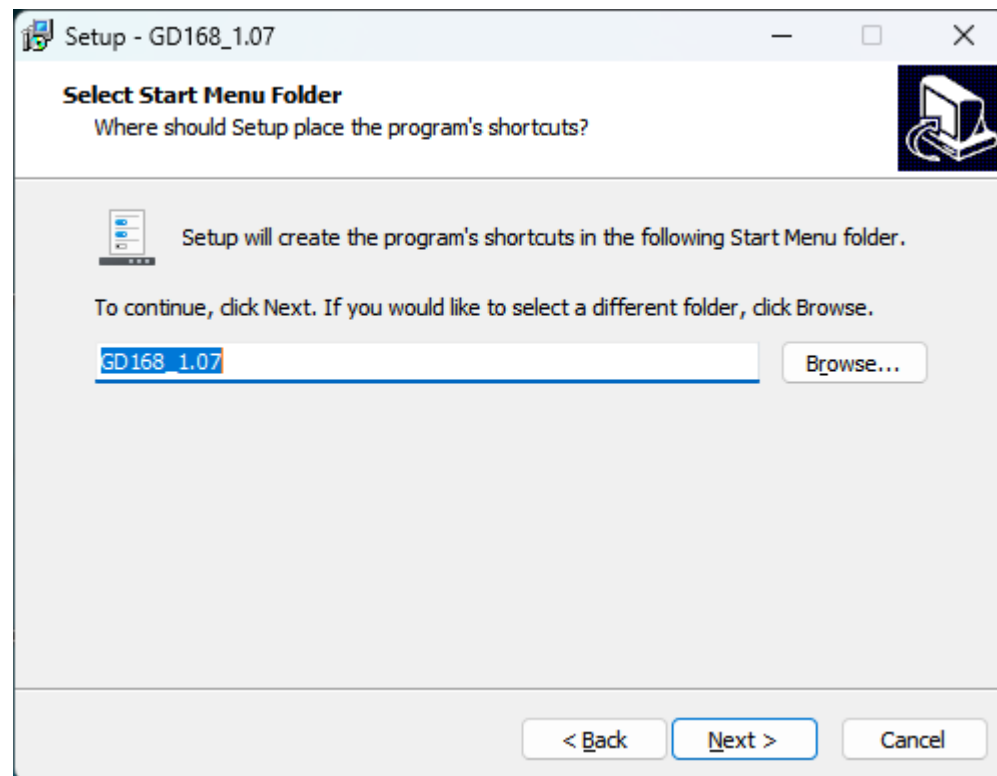 Setup - GD168_1.07
Select Start Menu Folder
Where should Setup place the program's shortcuts?
Setup will create the program's shortcuts in the following Start Menu folder.
To continue, click Next. If you would like to select a different folder, click Browse.
GD168_1.07
Browse...
< Back
Next >
Cancel